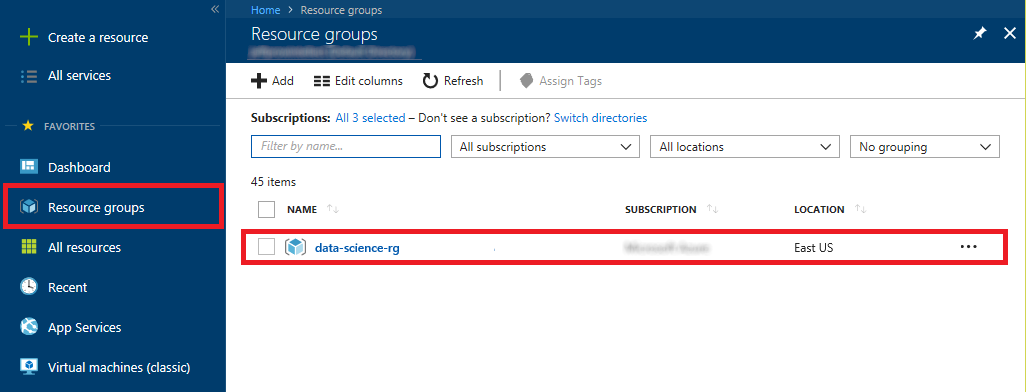 «
Create a resource
All services
FAVORITES
Dashboard
Resource groups
All resources
Recent
App Services
Virtual machines (classic)
Home > Resource groups
Resource groups
Add Edit columns Refresh Assign Tags
Subscriptions: All 3 selected – Don't see a subscription? Switch directories
Filter by name... All subscriptions All locations No grouping
45 items
NAME SUBSCRIPTION LOCATION
data-science-rg East US ...